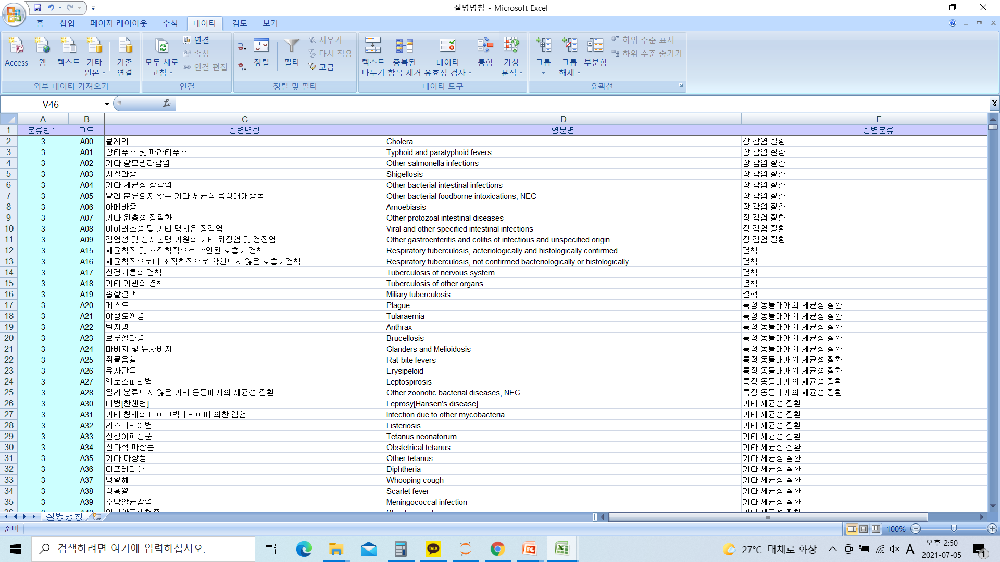 질병명칭 - Microsoft Excel
홈 삽입 페이지 레이아웃 수식 데이터 검토 보기
Access 웹 텍스트 기타 원본 기존 연결
외부 데이터 가져오기
모두 새로 고침 연결 속성 연결 편집
연결
정렬 필터 지우기 다시 적용 고급
정렬 및 필터
텍스트 나누기 중복된 항목 제거 데이터 유효성 검사 통합 가상 분석
데이터 도구
그룹 그룹 해제 부분합 하위 수준 표시 하위 수준 숨기기
윤곽선
V46 fx
A B C D E
1 분류방식 코드 질병명칭 영문명 질병분류
2 3 A00 콜레라 Cholera 장 감염 질환
3 3 A01 장티푸스 및 파라티푸스 Typhoid and paratyphoid fevers 장 감염 질환
4 3 A02 기타 살모넬라감염 Other salmonella infections 장 감염 질환
5 3 A03 시겔라증 Shigellosis 장 감염 질환
6 3 A04 기타 세균성 장감염 Other bacterial intestinal infections 장 감염 질환
7 3 A05 달리 분류되지 않는 기타 세균성 음식매개중독 Other bacterial foodborne intoxications, NEC 장 감염 질환
8 3 A06 아메바증 Amoebiasis 장 감염 질환
9 3 A07 기타 원충성 장질환 Other protozoal intestinal diseases 장 감염 질환
10 3 A08 바이러스성 및 기타 명시된 장감염 Viral and other specified intestinal infections 장 감염 질환
11 3 A09 감염성 및 상세불명 기원의 기타 위장염 및 결장염 Other gastroenteritis and colitis of infectious and unspecified origin 장 감염 질환
12 3 A15 세균학적 및 조직학적으로 확인된 호흡기 결핵 Respiratory tuberculosis, acteriologically and histologically confirmed 결핵
13 3 A16 세균학적으로나 조직학적으로 확인되지 않은 호흡기결핵 Respiratory tuberculosis, not confirmed bacteriologically or histologically 결핵
14 3 A17 신경계통의 결핵 Tuberculosis of nervous system 결핵
15 3 A18 기타 기관의 결핵 Tuberculosis of other organs 결핵
16 3 A19 좁쌀결핵 Miliary tuberculosis 결핵
17 3 A20 페스트 Plague 특정 동물매개의 세균성 질환
18 3 A21 야생토끼병 Tularaemia 특정 동물매개의 세균성 질환
19 3 A22 탄저병 Anthrax 특정 동물매개의 세균성 질환
20 3 A23 브루셀라병 Brucellosis 특정 동물매개의 세균성 질환
21 3 A24 마비저 및 유사비저 Glanders and Melioidosis 특정 동물매개의 세균성 질환
22 3 A25 쥐물음열 Rat-bite fevers 특정 동물매개의 세균성 질환
23 3 A26 유사단독 Erysipeloid 특정 동물매개의 세균성 질환
24 3 A27 렙토스피라병 Leptospirosis 특정 동물매개의 세균성 질환
25 3 A28 달리 분류되지 않은 기타 동물매개의 세균성 질환 Other zoonotic bacterial diseases, NEC 특정 동물매개의 세균성 질환
26 3 A30 나병[한센병] Leprosy[Hansen's disease] 기타 세균성 질환
27 3 A31 기타 형태의 마이코박테리아에 의한 감염 Infection due to other mycobacteria 기타 세균성 질환
28 3 A32 리스테리아병 Listeriosis 기타 세균성 질환
29 3 A33 신생아파상풍 Tetanus neonatorum 기타 세균성 질환
30 3 A34 산과적 파상풍 Obstetrical tetanus 기타 세균성 질환
31 3 A35 기타 파상풍 Other tetanus 기타 세균성 질환
32 3 A36 디프테리아 Diphtheria 기타 세균성 질환
33 3 A37 백일해 Whooping cough 기타 세균성 질환
34 3 A38 성홍열 Scarlet fever 기타 세균성 질환
35 3 A39 수막알균감염 Meningococcal infection 기타 세균성 질환
질병명칭
준비 100%
검색하려면 여기에 입력하십시오. TALK 27°C 대체로 화창 A 오후 2:50
2021-07-05 1